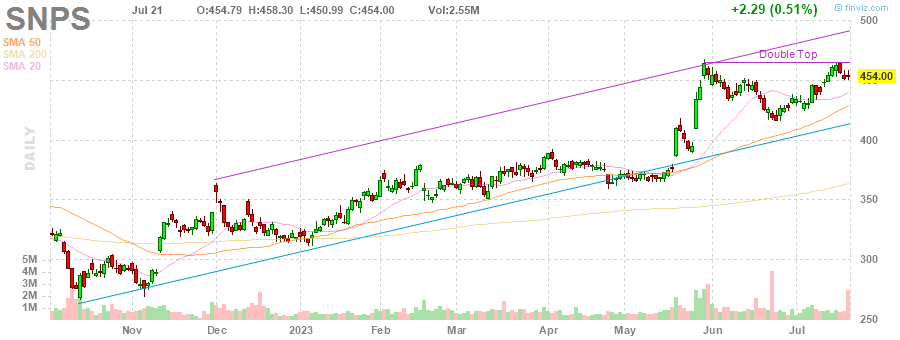 SNPS
Jul 21 O:454.79 H:458.30 L:450.99 C:454.00 Vol:2.55M +2.29 (0.51%)
© finviz.com
SMA 50
SMA 200
SMA 20
DAILY
Double Top
500
454.00
400
350
300
250
5M
4M
3M
2M
1M
Nov Dec 2023 Feb Mar Apr May Jun Jul